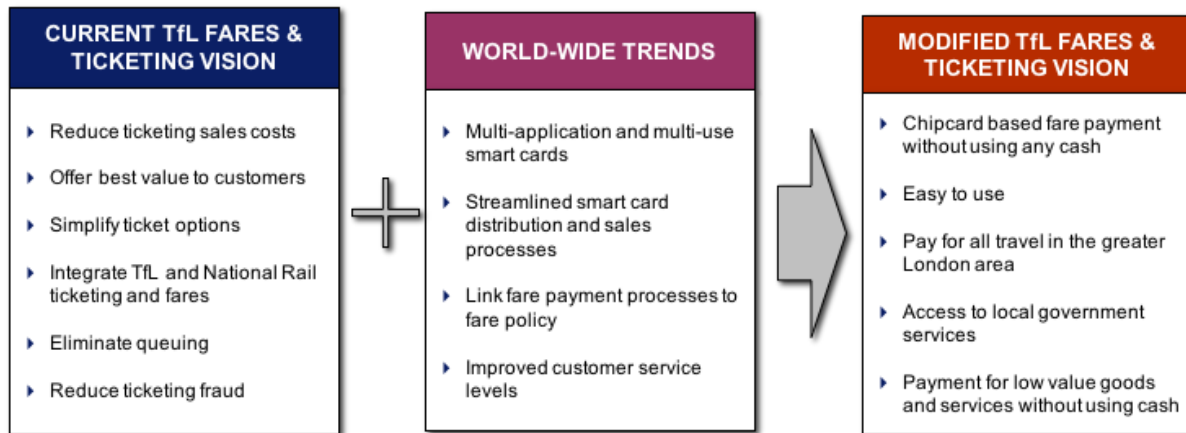 CURRENT TfL FARES &
TICKETING VISION
Reduce ticketing sales costs
Offer best value to customers
Simplify ticket options
Integrate TfL and National Rail
ticketing and fares
Eliminate queuing
Reduce ticketing fraud
WORLD-WIDE TRENDS
Multi-application and multi-use
smart cards
Streamlined smart card
distribution and sales
processes
Link fare payment processes to
fare policy
Improved customer service
levels
MODIFIED TfL FARES &
TICKETING VISION
Chipcard based fare payment
without using any cash
Easy to use
Pay for all travel in the greater
London area
Access to local government
services
Payment for low value goods
and services without using cash